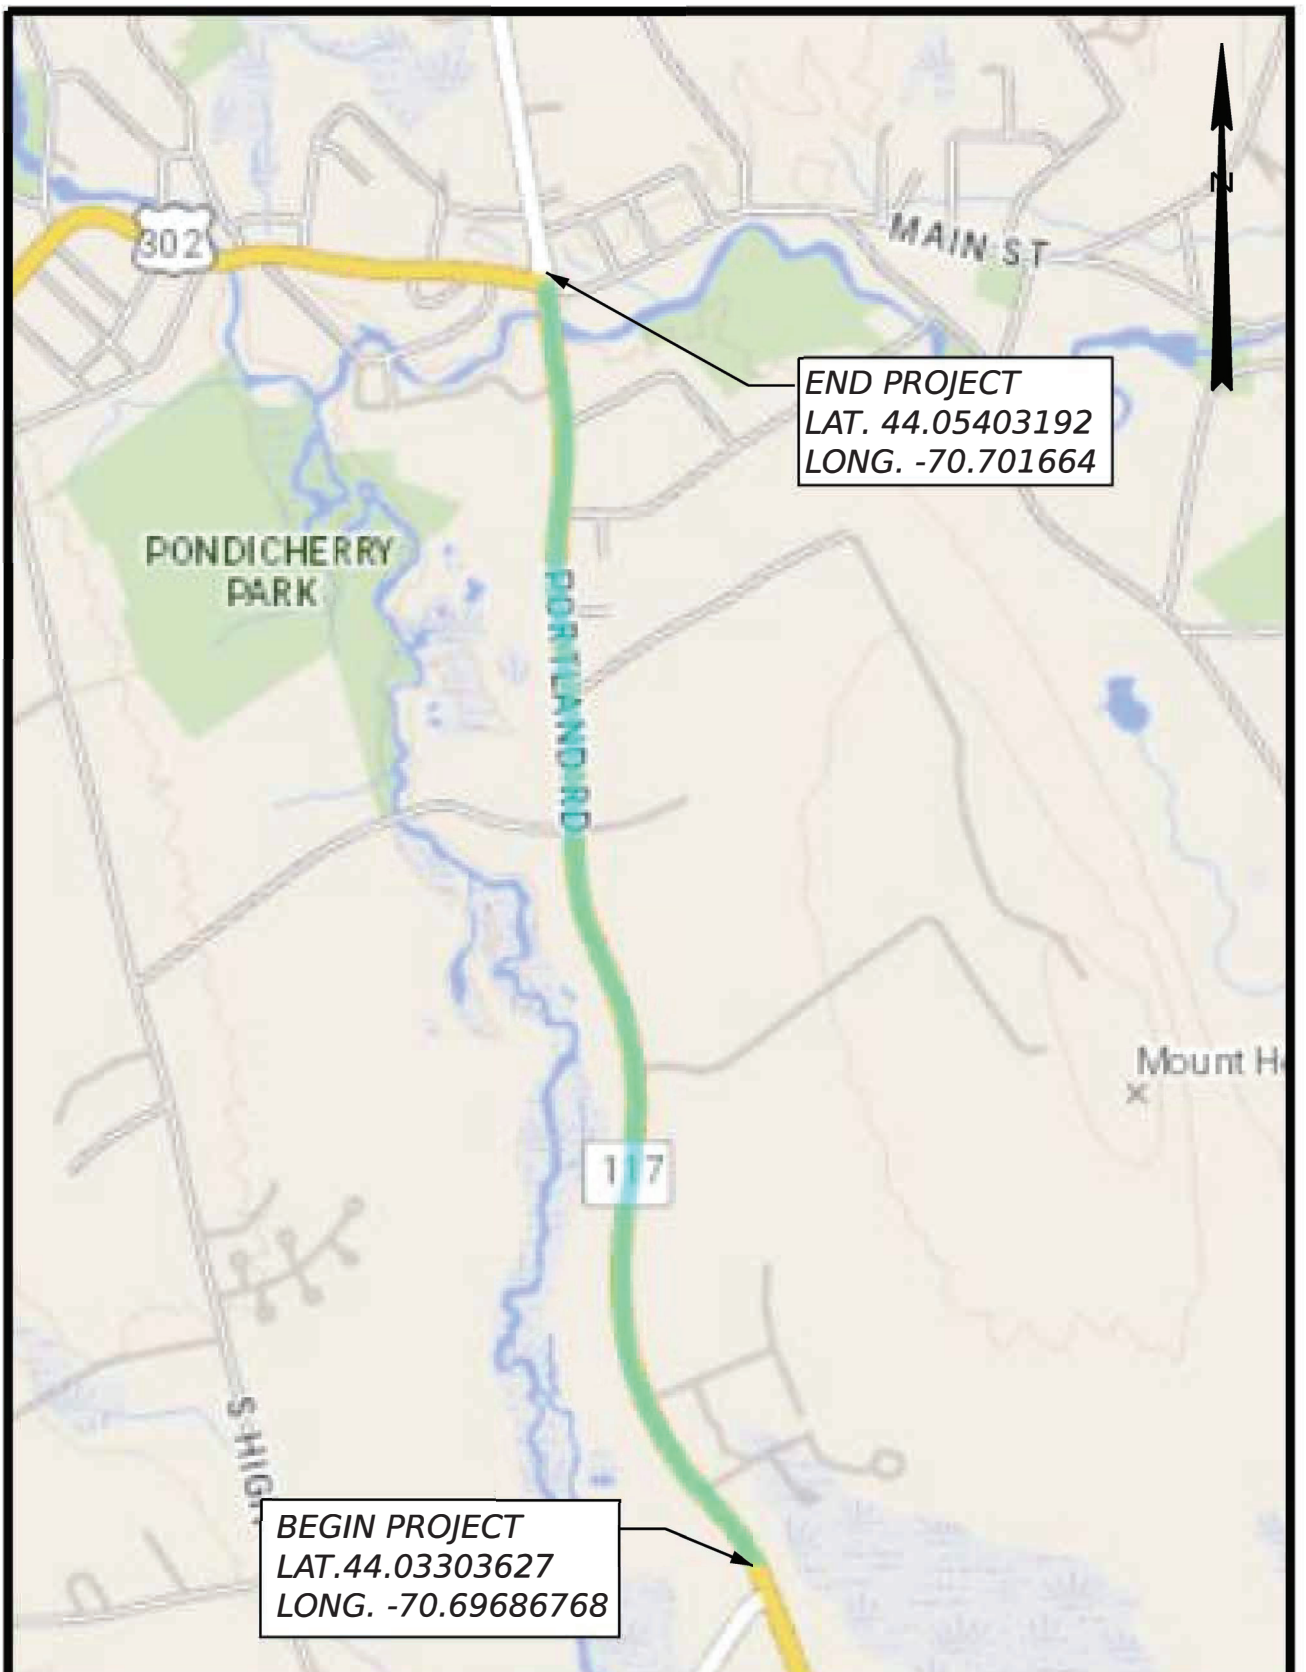 N
302
MAIN ST
END PROJECT
LAT. 44.05403192
LONG. -70.701664
PONDICHERRY
PARK
PORTLAND RD
Mount H
117
S HIG
BEGIN PROJECT
LAT.44.03303627
LONG. -70.69686768